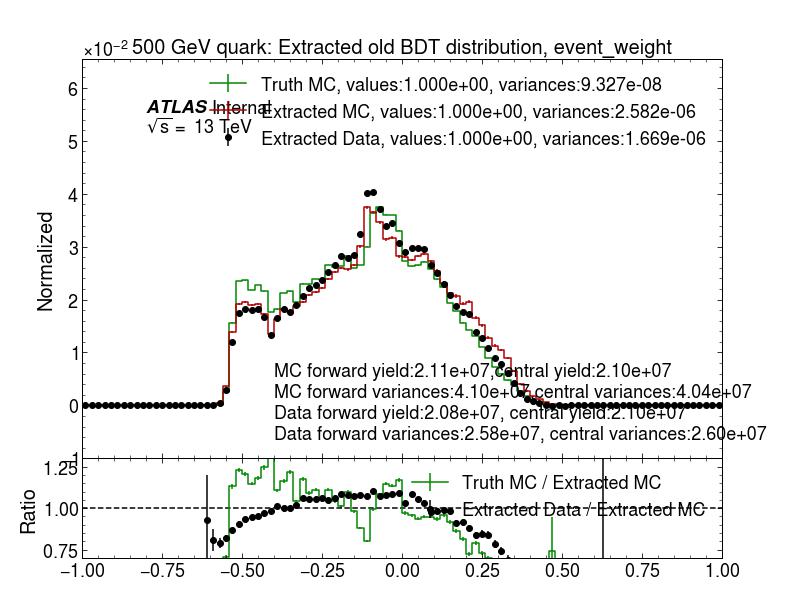 ×10⁻² 500 GeV quark: Extracted old BDT distribution, event_weight
Truth MC, values:1.000e+00, variances:9.327e-08
ATLAS Internal
Extracted MC, values:1.000e+00, variances:2.582e-06
√s = 13 TeV
Extracted Data, values:1.000e+00, variances:1.669e-06
Normalized
6
5
4
3
2
1
0
1
MC forward yield:2.11e+07, central yield:2.10e+07
MC forward variances:4.10e+07, central variances:4.04e+07
Data forward yield:2.08e+07, central yield:2.10e+07
Data forward variances:2.58e+07, central variances:2.60e+07
Ratio
1.25
1.00
0.75
Truth MC / Extracted MC
Extracted Data / Extracted MC
−1.00 −0.75 −0.50 −0.25 0.00 0.25 0.50 0.75 1.00